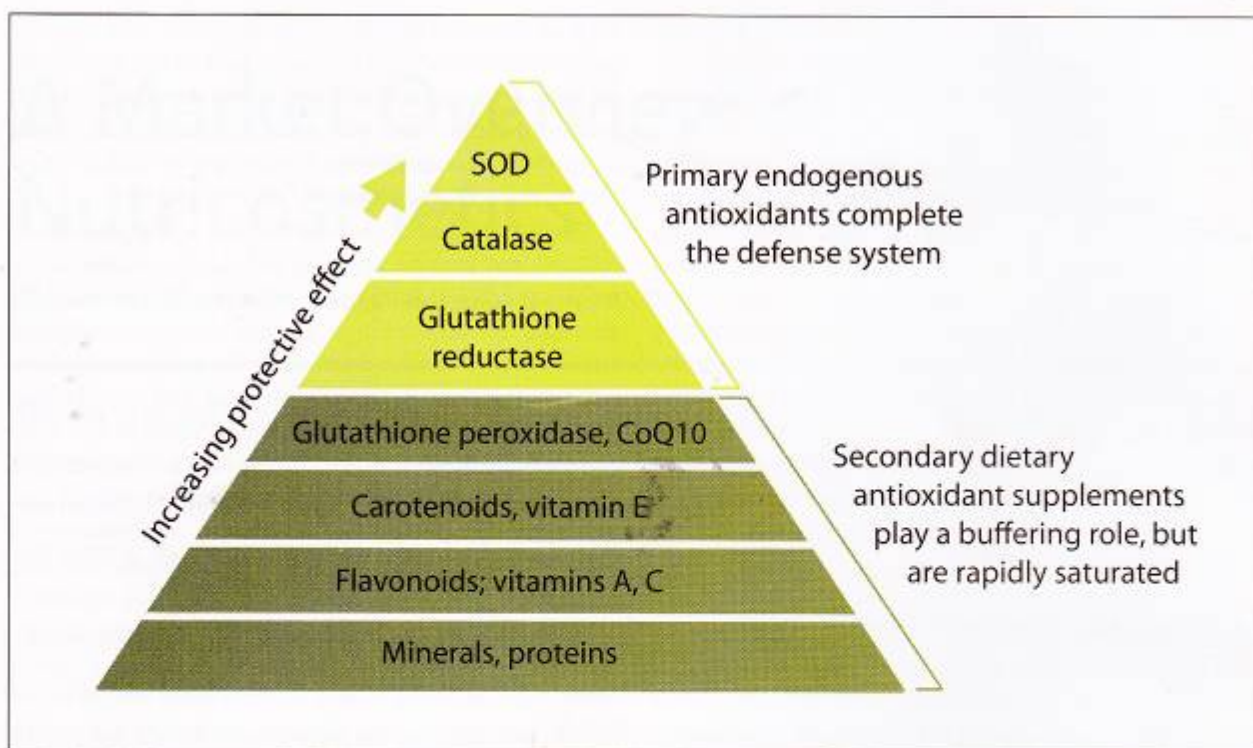 SOD
Catalase
Glutathione
reductase
Glutathione peroxidase, CoQ10
Carotenoids, vitamin E
Flavonoids; vitamins A, C
Minerals, proteins
Increasing protective effect
Primary endogenous
antioxidants complete
the defense system
Secondary dietary
antioxidant supplements
play a buffering role, but
are rapidly saturated